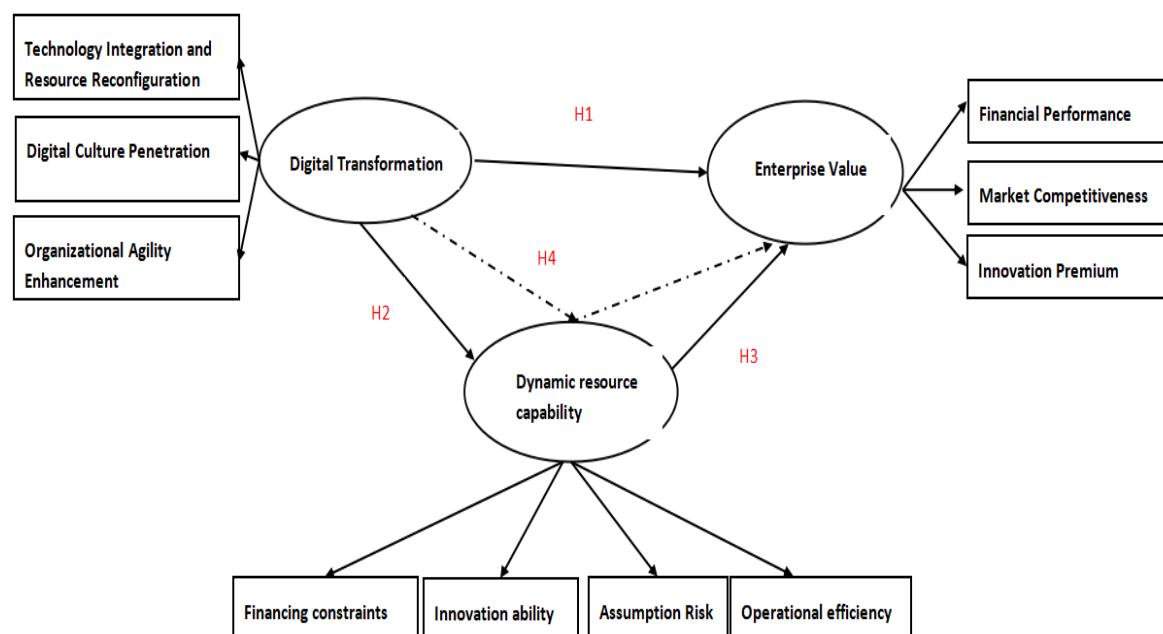 Technology Integration and
Resource Reconfiguration
Digital Culture Penetration
Organizational Agility
Enhancement
Digital Transformation
H1
Enterprise Value
Financial Performance
Market Competitiveness
Innovation Premium
H4
H2
H3
Dynamic resource
capability
Financing constraints
Innovation ability
Assumption Risk
Operational efficiency